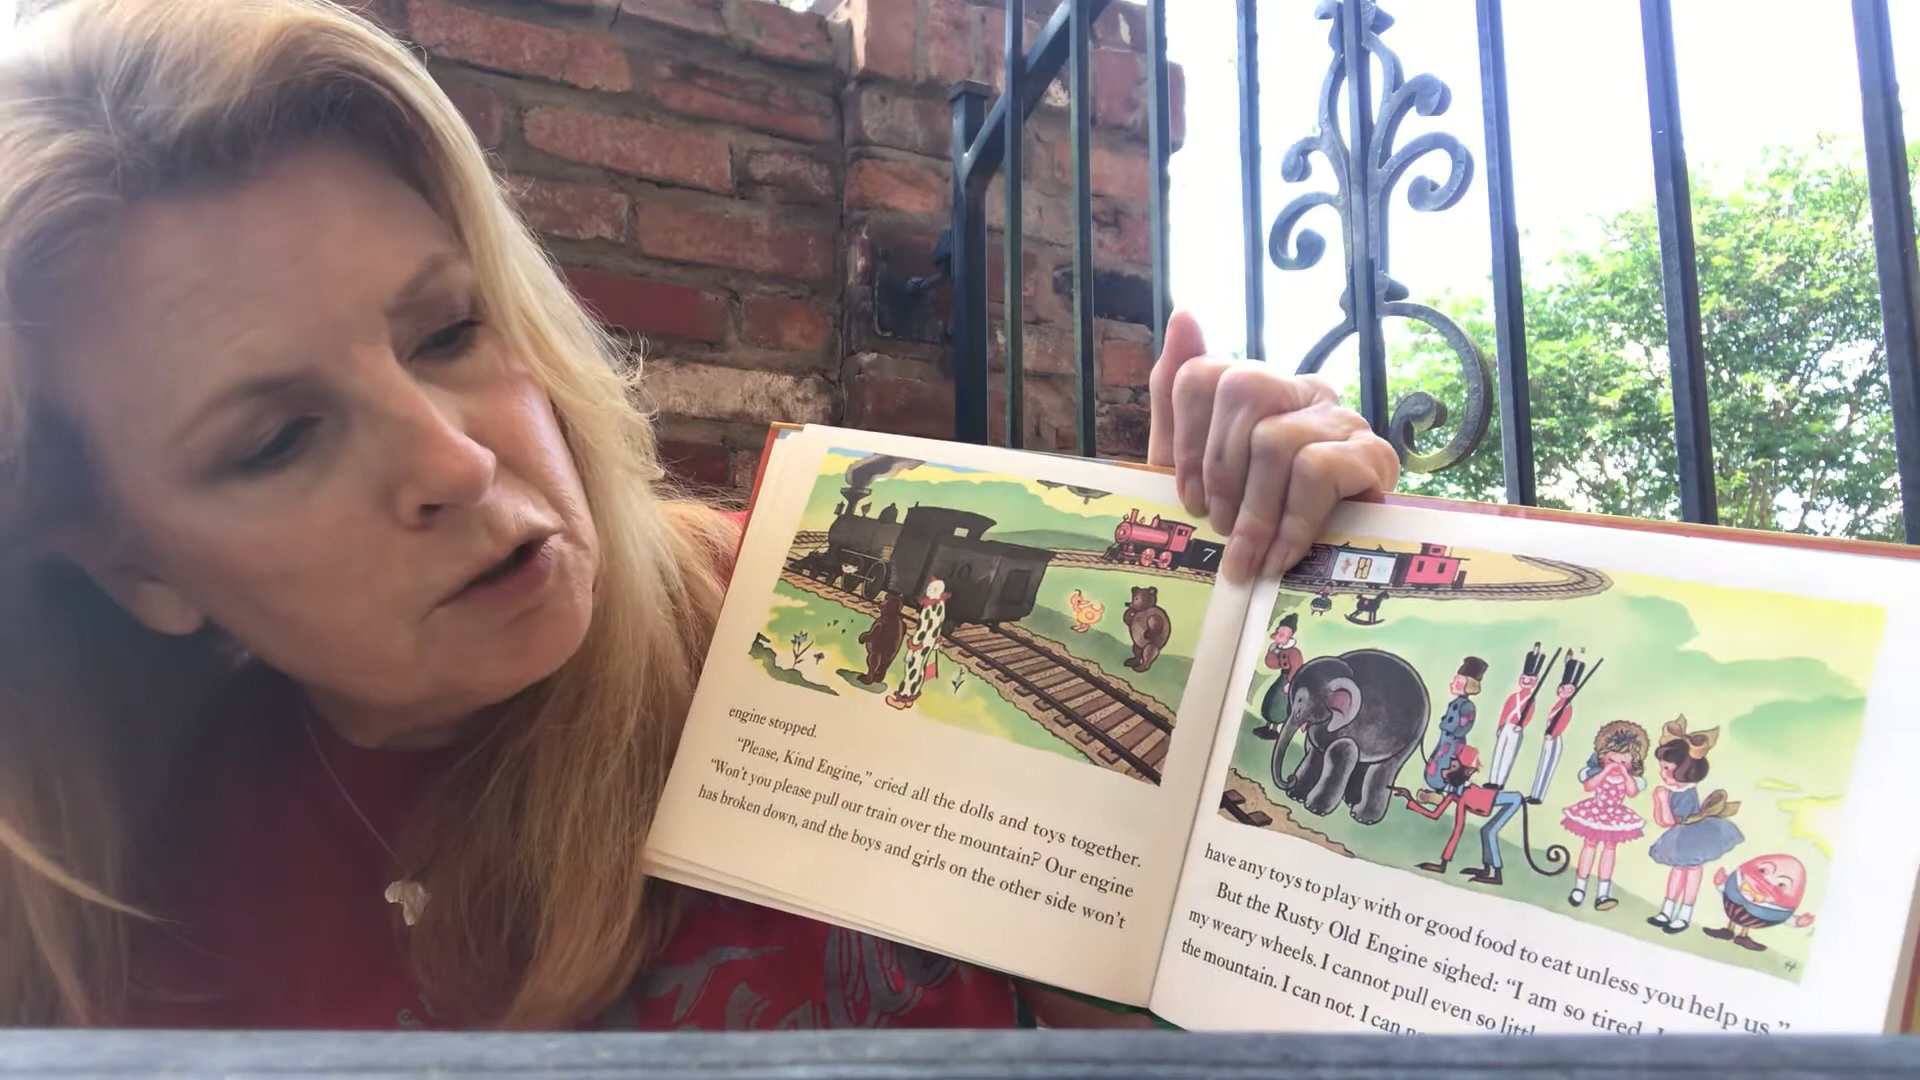 engine stopped.
"Please, Kind Engine," cried all the dolls and toys together.
"Won't you please pull our train over the mountain? Our engine
has broken down, and the boys and girls on the other side won't
7
have any toys to play with or good food to eat unless you help us."
But the Rusty Old Engine sighed: "I am so tired.
my weary wheels. I cannot pull even so
the mountain. I can not. I can